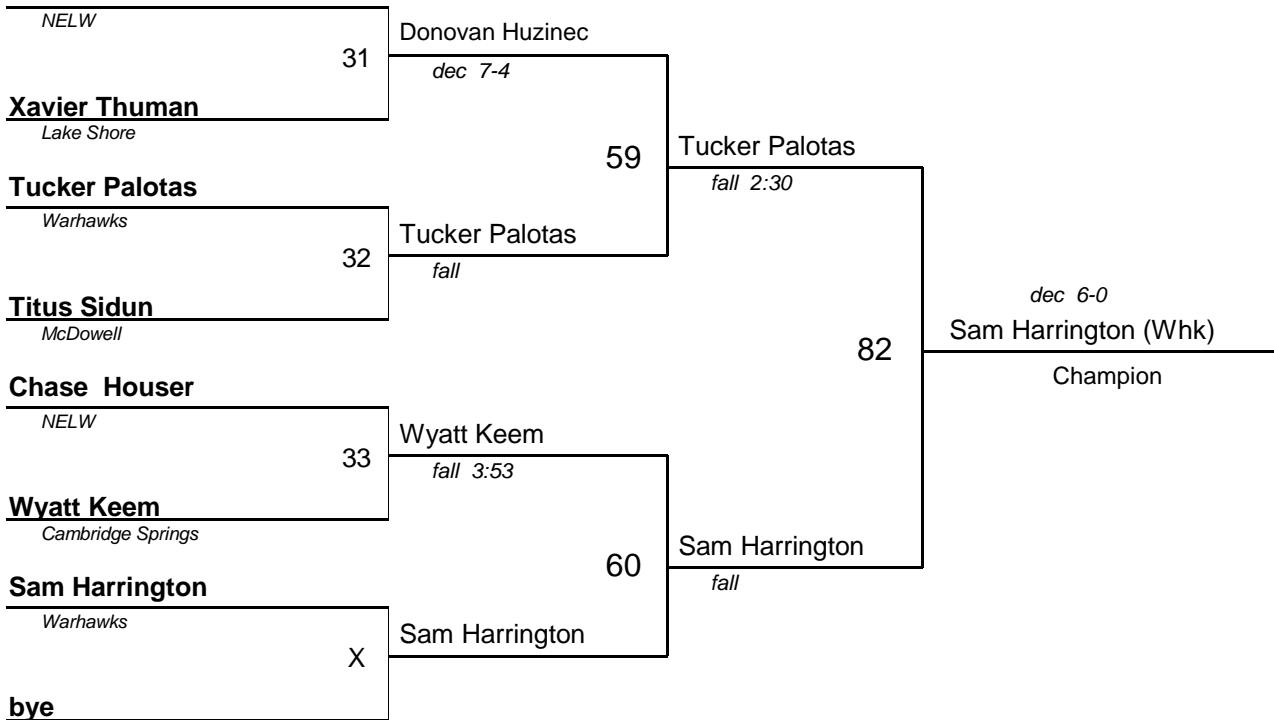 NELW
31
Donovan Huzinec
dec 7-4
Xavier Thuman
Lake Shore
59
Tucker Palotas
fall 2:30
Tucker Palotas
Warhawks
32
Tucker Palotas
fall
Titus Sidun
McDowell
82
dec 6-0
Sam Harrington (Whk)
Champion
Chase Houser
NELW
33
Wyatt Keem
fall 3:53
Wyatt Keem
Cambridge Springs
60
Sam Harrington
fall
Sam Harrington
Warhawks
X
Sam Harrington
bye